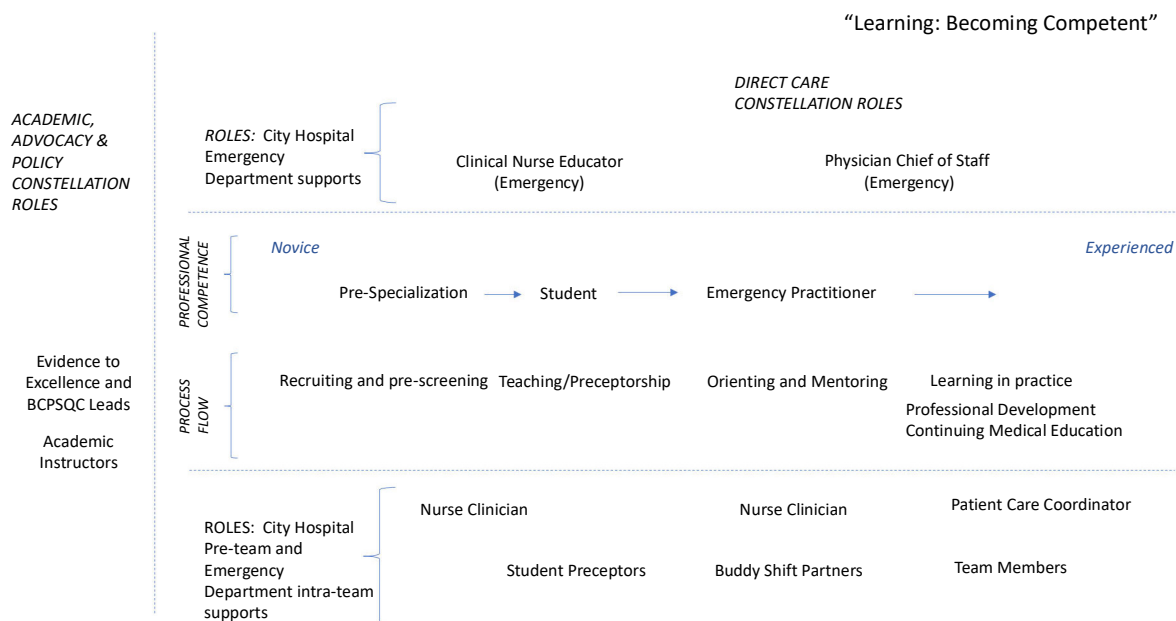 “Learning: Becoming Competent”
ACADEMIC,
ADVOCACY &
POLICY
CONSTELLATION
ROLES
DIRECT CARE
CONSTELLATION ROLES
ROLES: City Hospital
Emergency
Department supports
Clinical Nurse Educator
(Emergency)
Physician Chief of Staff
(Emergency)
PROFESSIONAL
COMPETENCE
Novice
Experienced
Pre-Specialization
Student
Emergency Practitioner
Evidence to
Excellence and
BCPSQC Leads
Academic
Instructors
PROCESS
FLOW
Recruiting and pre-screening
Teaching/Preceptorship
Orienting and Mentoring
Learning in practice
Professional Development
Continuing Medical Education
ROLES: City Hospital
Pre-team and
Emergency
Department intra-team
supports
Nurse Clinician
Nurse Clinician
Patient Care Coordinator
Student Preceptors
Buddy Shift Partners
Team Members